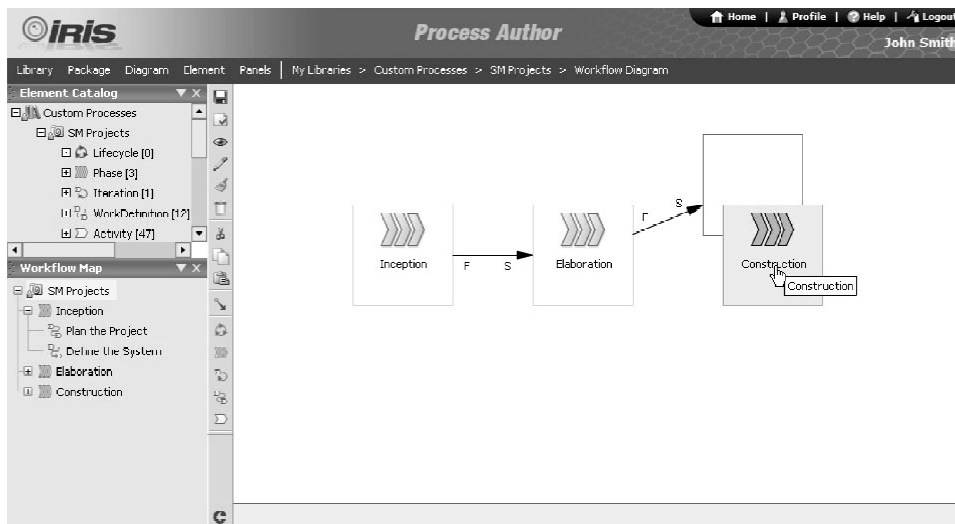 iris
Process Author
Home | Profile | Help | Logout
John Smith
Library Package Diagram Element Panels | My Libraries > Custom Processes > SM Projects > Workflow Diagram
Element Catalog
Custom Processes
SM Projects
Lifecycle [0]
Phase [3]
Iteration [1]
WorkDefinition [12]
Activity [47]
Workflow Map
SM Projects
Inception
Plan the Project
Define the System
Elaboration
Construction
Inception
F S
Elaboration
F S
Construction
Construction